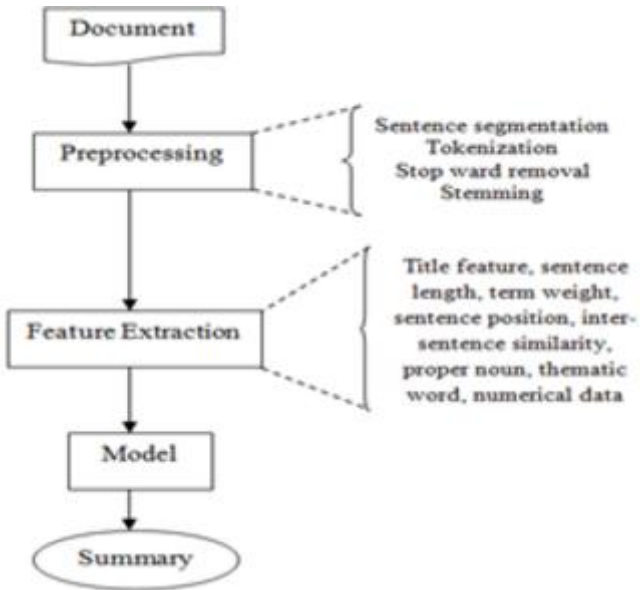 Document
Preprocessing
Sentence segmentation
Tokenization
Stop ward removal
Stemming
Feature Extraction
Title feature, sentence
length, term weight,
sentence position, inter-
sentence similarity,
proper noun, thematic
word, numerical data
Model
Summary